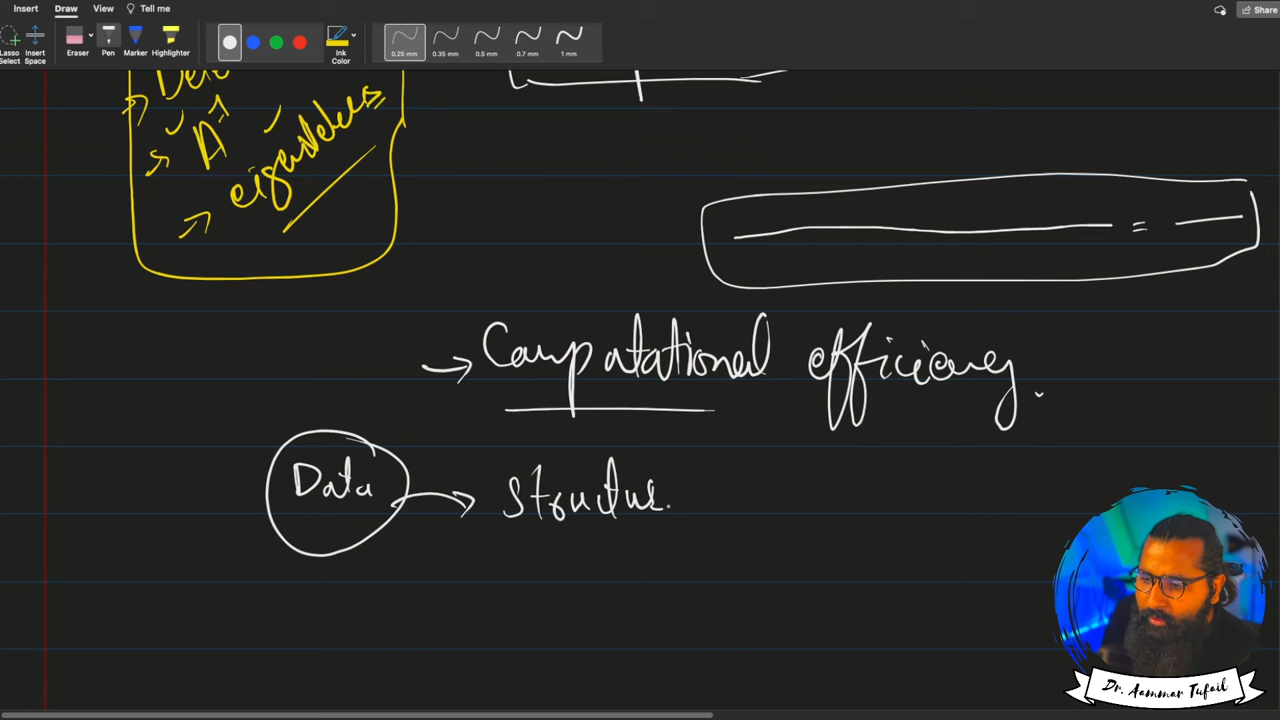 Insert Draw View Tell me
Share
Lasso Select
Insert Space
Eraser
Pen
Marker
Highlighter
Ink Color
0.25 mm
0.35 mm
0.5 mm
0.7 mm
1 mm
→ A⁻¹
→
=
→ Computational efficiency.
Data → structure.
Dr. Aammar Tufail